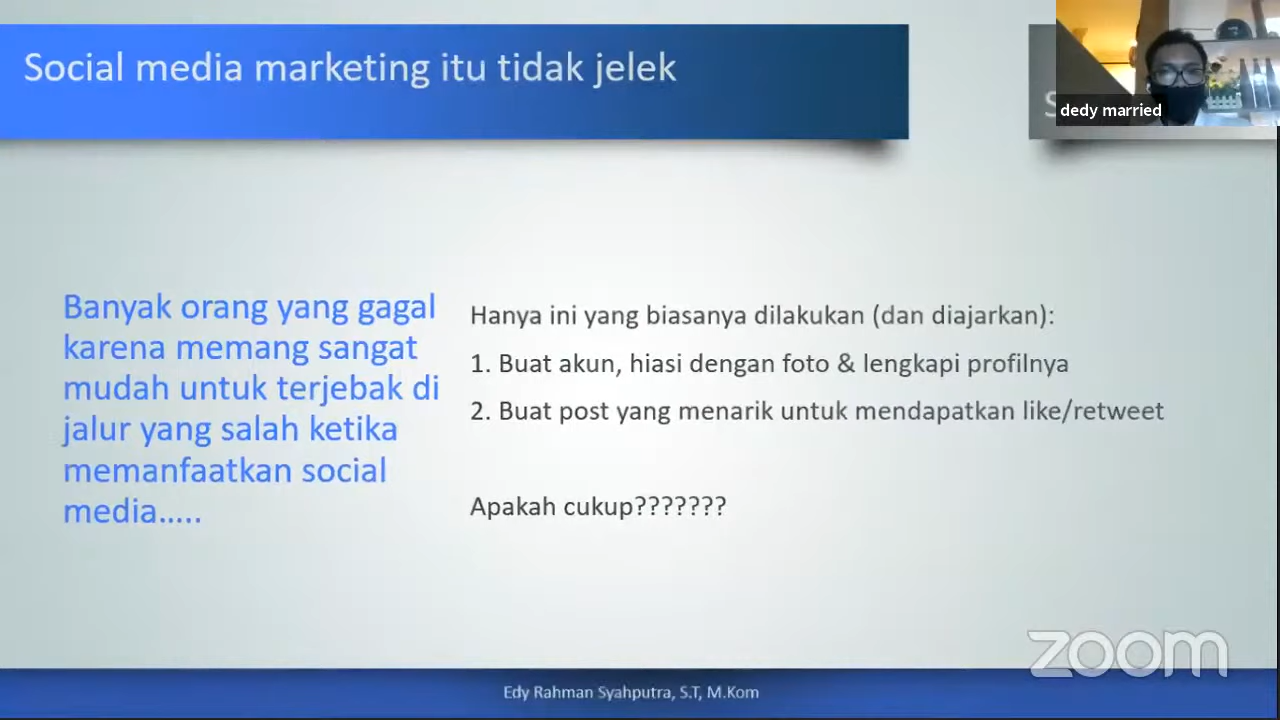 Social media marketing itu tidak jelek
dedy married
Banyak orang yang gagal
karena memang sangat
mudah untuk terjebak di
jalur yang salah ketika
memanfaatkan social
media.....
Hanya ini yang biasanya dilakukan (dan diajarkan):
1. Buat akun, hiasi dengan foto & lengkapi profilnya
2. Buat post yang menarik untuk mendapatkan like/retweet
Apakah cukup???????
zoom
Edy Rahman Syahputra, S.T, M.Kom